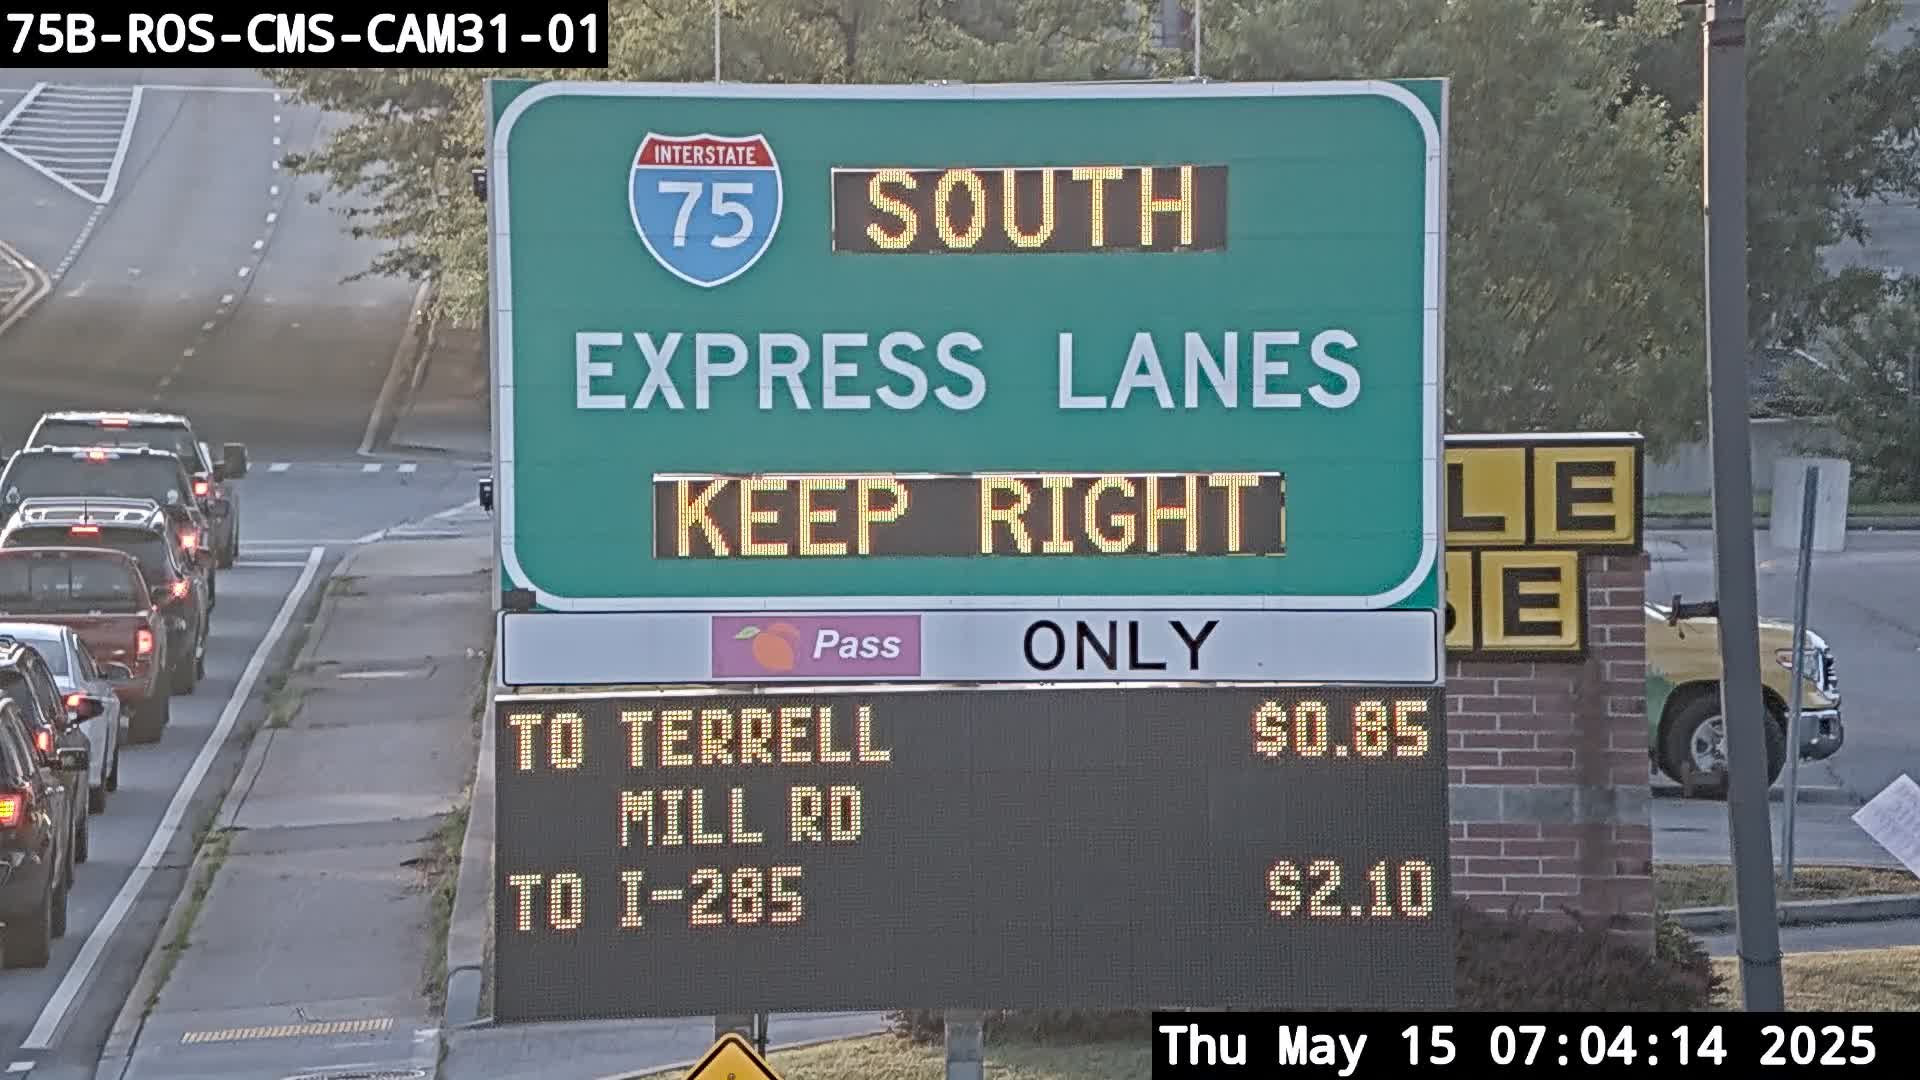 75B-ROS-CMS-CAM31-01
INTERSTATE
75
SOUTH
EXPRESS LANES
KEEP RIGHT
Pass ONLY
TO TERRELL $0.85
MILL RD
TO I-285 $2.10
LE
E
Thu May 15 07:04:14 2025